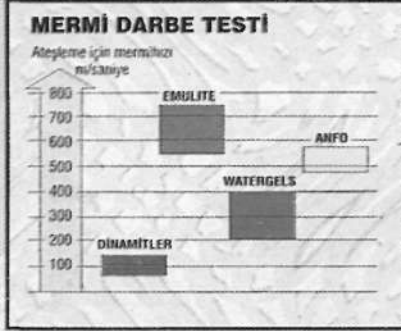 MERMİ DARBE TESTİ
Ateşleme için mermi hızı
m/saniye
800
EMULITE
700
600
ANFO
500
WATERGELS
400
300
200
DİNAMİTLER
100